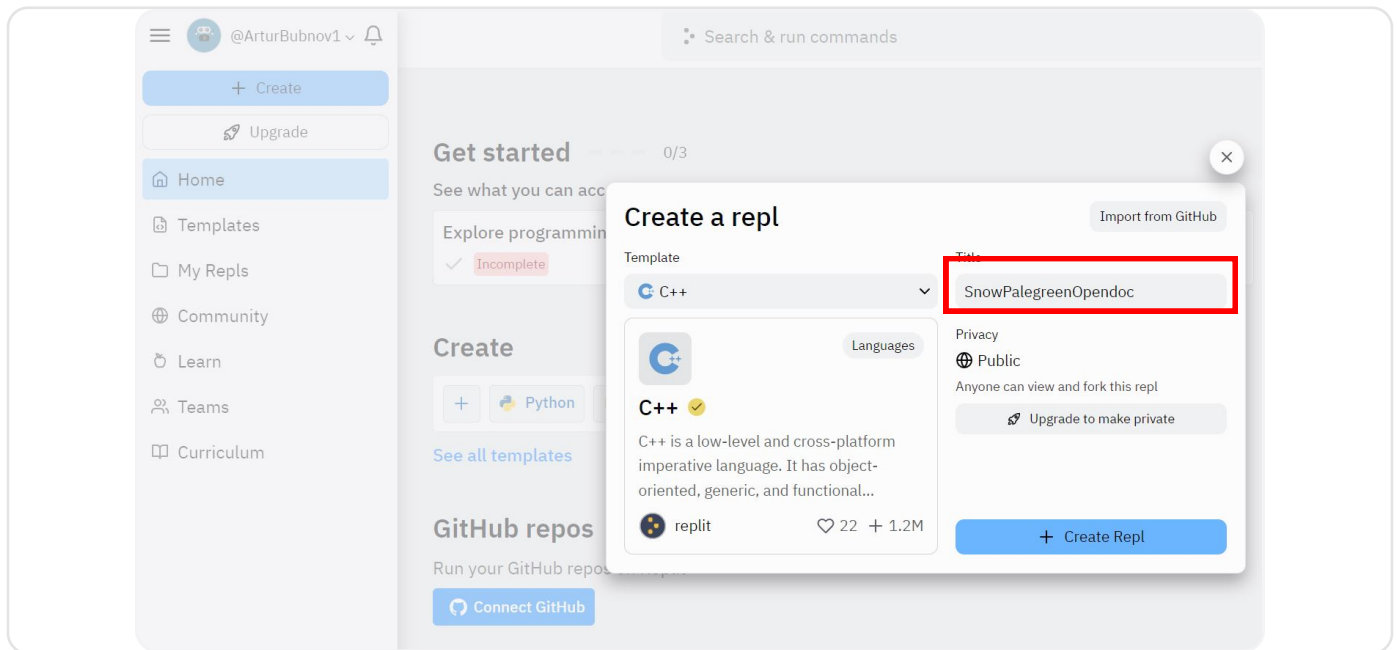 @ArturBubnov1
Search & run commands
+ Create
Upgrade
Home
Templates
My Repls
Community
Learn
Teams
Curriculum
Get started 0/3
See what you can acc
Explore programmin
Incomplete
Create
+ Python
See all templates
GitHub repos
Run your GitHub repos
Connect GitHub
Create a repl
Import from GitHub
Template
C++
Languages
C++
C++ is a low-level and cross-platform
imperative language. It has object-
oriented, generic, and functional...
replit 22 + 1.2M
Title
SnowPalegreenOpendoc
Privacy
Public
Anyone can view and fork this repl
Upgrade to make private
+ Create Repl